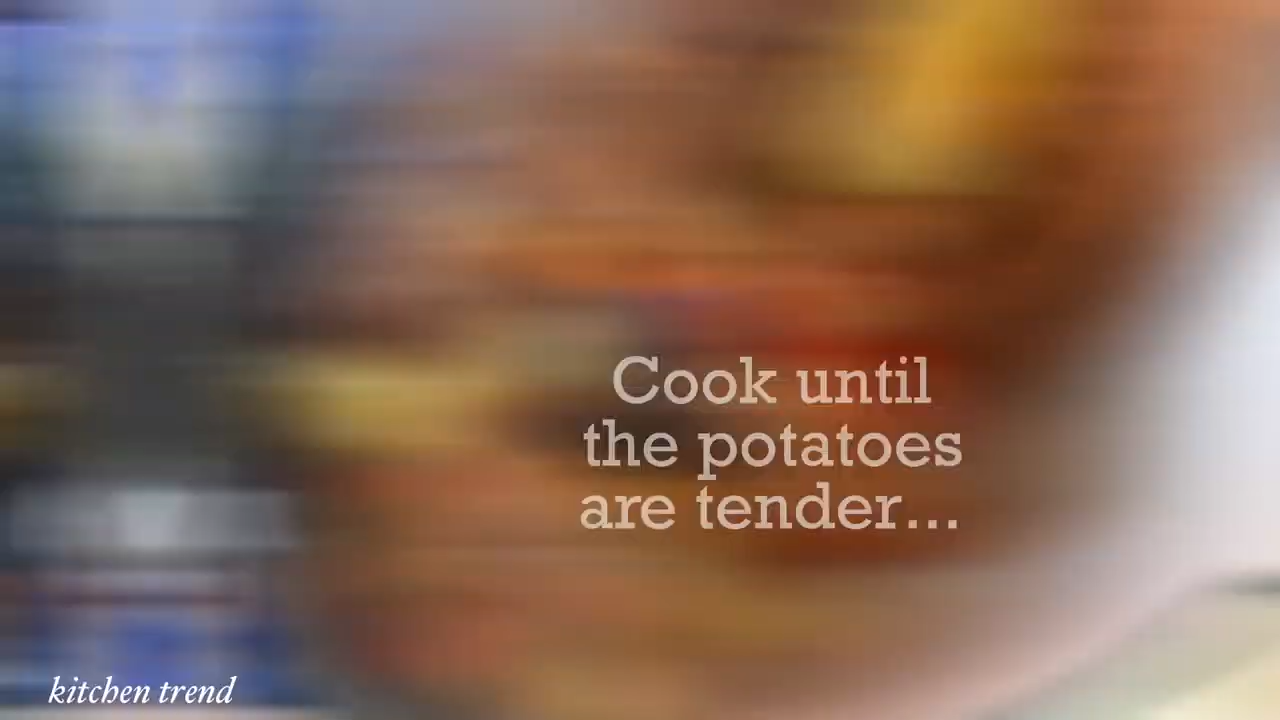 Cook until
the potatoes
are tender...
kitchen trend